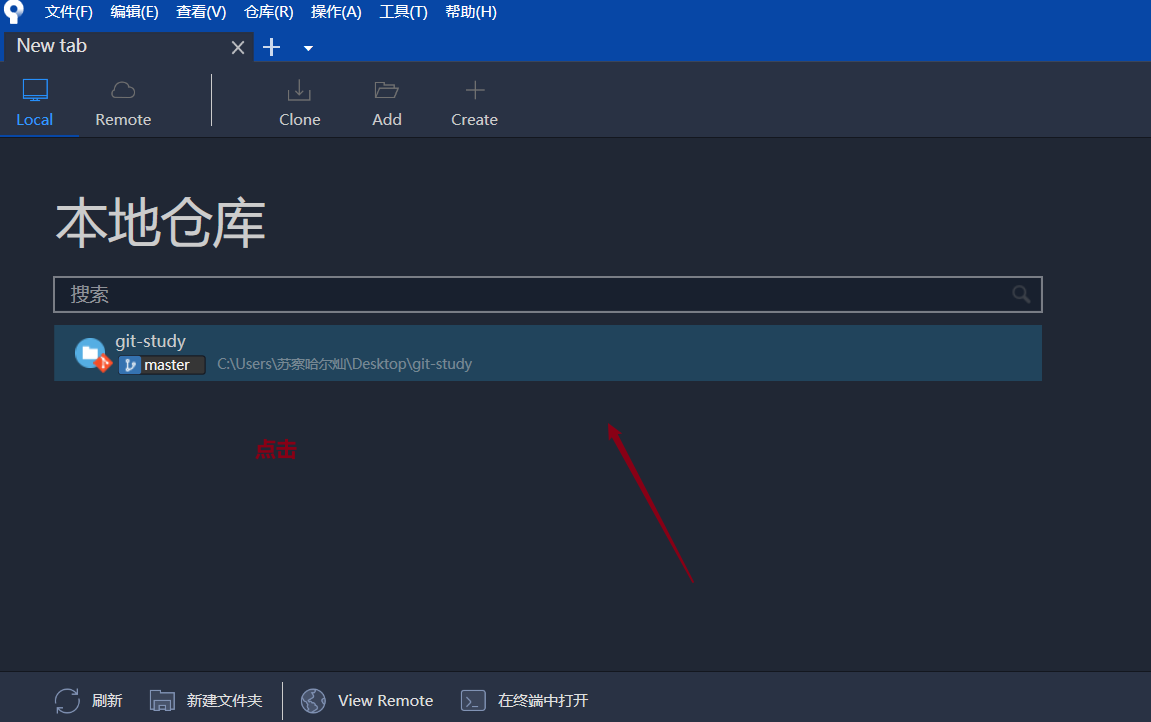 文件(F) 编辑(E) 查看(V) 仓库(R) 操作(A) 工具(T) 帮助(H)
New tab
Local Remote Clone Add Create
本地仓库
搜索
git-study
master C:\Users\苏察哈尔灿\Desktop\git-study
点击
刷新 新建文件夹 View Remote 在终端中打开